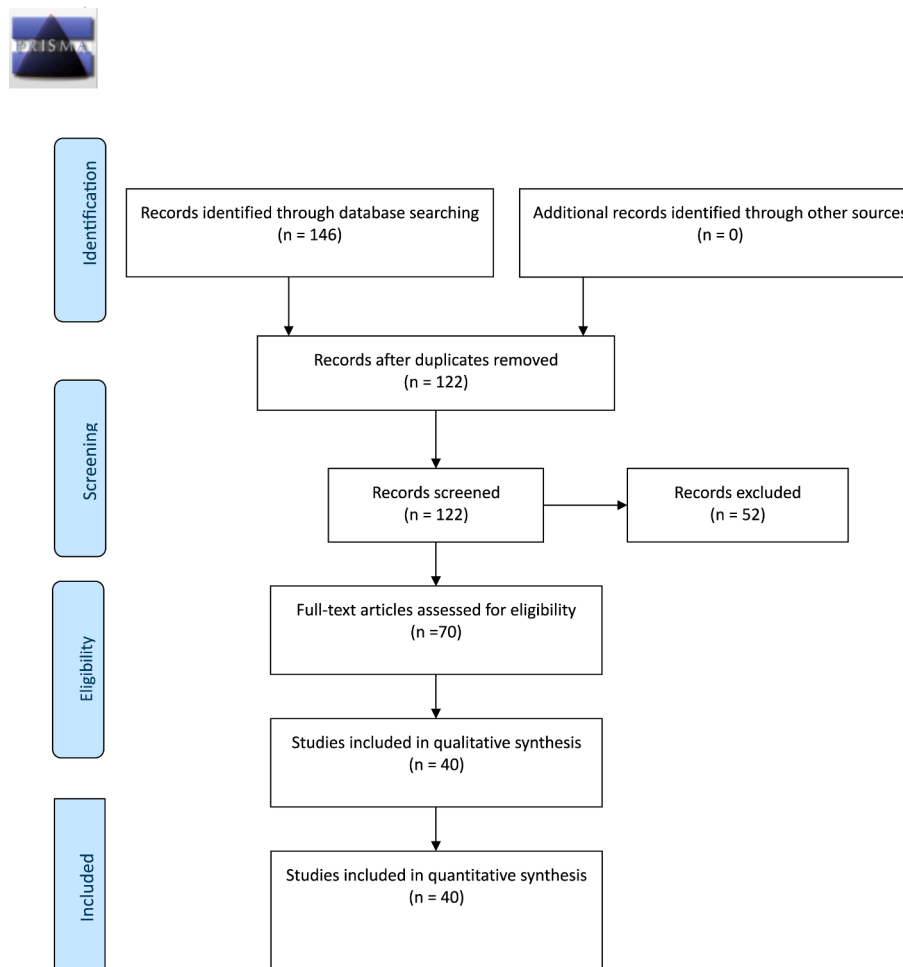 PRISMA
Identification
Records identified through database searching
(n = 146)
Additional records identified through other sources
(n = 0)
Records after duplicates removed
(n = 122)
Screening
Records screened
(n = 122)
Records excluded
(n = 52)
Eligibility
Full-text articles assessed for eligibility
(n =70)
Studies included in qualitative synthesis
(n = 40)
Included
Studies included in quantitative synthesis
(n = 40)